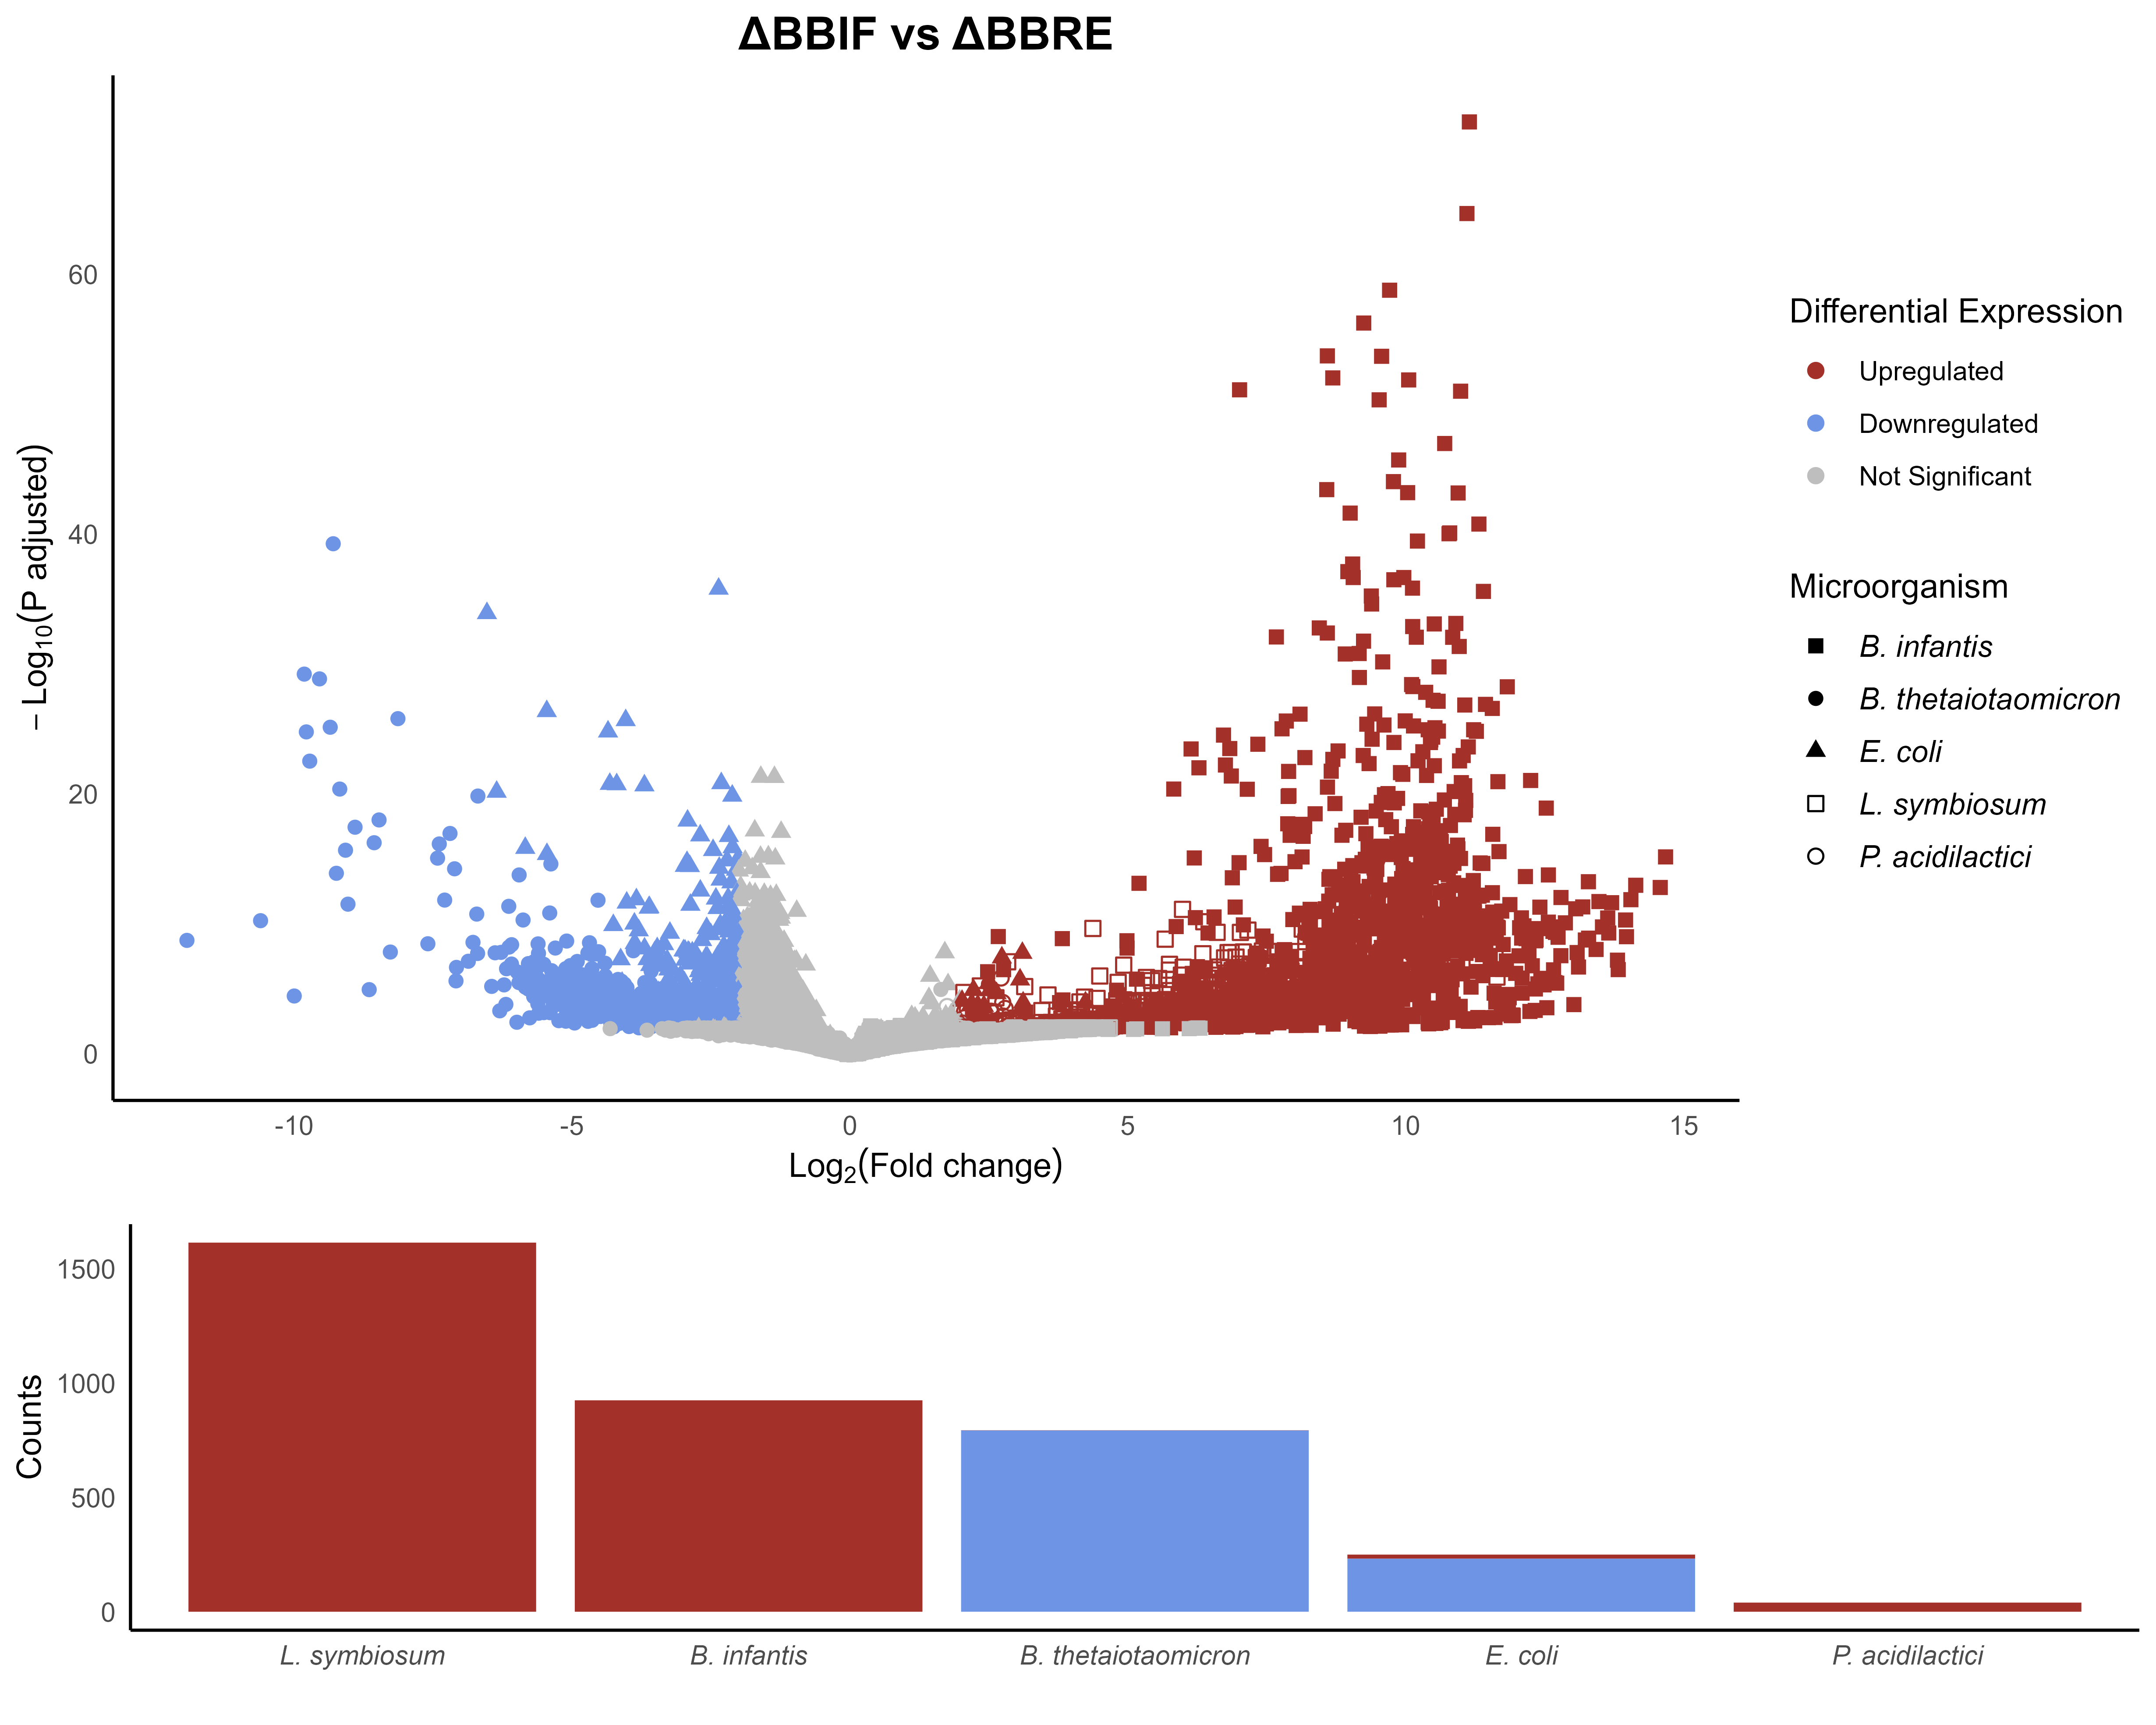 ΔBBIF vs ΔBBRE
− Log10(P adjusted)
60
40
20
0
-10 -5 0 5 10 15
Log2(Fold change)
Differential Expression
Upregulated
Downregulated
Not Significant
Microorganism
B. infantis
B. thetaiotaomicron
E. coli
L. symbiosum
P. acidilactici
Counts
1500
1000
500
0
L. symbiosum B. infantis B. thetaiotaomicron E. coli P. acidilactici